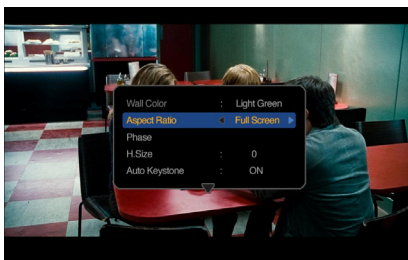 Wall Color : Light Green
Aspect Ratio Full Screen
Phase
H.Size : 0
Auto Keystone : ON